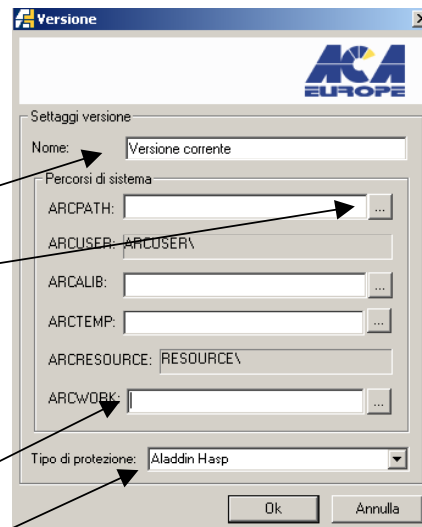 Versione
ACA
EUROPE
Settaggi versione
Nome: Versione corrente
Percorsi di sistema
ARCPATH: ...
ARCUSER: ARCUSER\
ARCALIB: ...
ARCTEMP: ...
ARCRESOURCE: RESOURCE\
ARCWORK: ...
Tipo di protezione: Aladdin Hasp
Ok Annulla